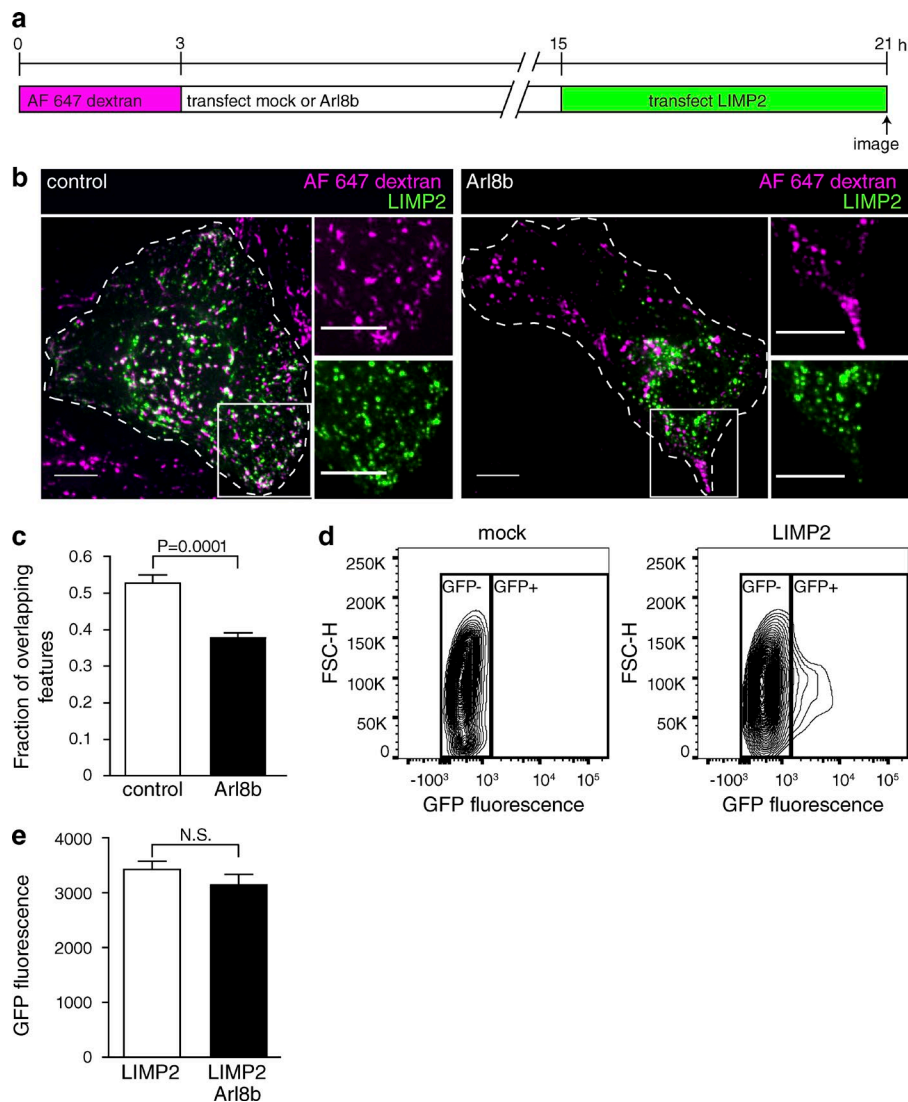 a
0 3 15 21 h
AF 647 dextran transfect mock or Arl8b transfect LIMP2
image
b
control AF 647 dextran
LIMP2
Arl8b AF 647 dextran
LIMP2
c
P=0.0001
Fraction of overlapping
features
0.6
0.5
0.4
0.3
0.2
0.1
0
control Arl8b
d
mock
FSC-H
250K
200K
150K
100K
50K
0
GFP- GFP+
-100³ 10³ 10⁴ 10⁵
GFP fluorescence
LIMP2
FSC-H
250K
200K
150K
100K
50K
0
GFP- GFP+
-100³ 10³ 10⁴ 10⁵
GFP fluorescence
e
N.S.
GFP fluorescence
4000
3000
2000
1000
0
LIMP2 LIMP2
Arl8b